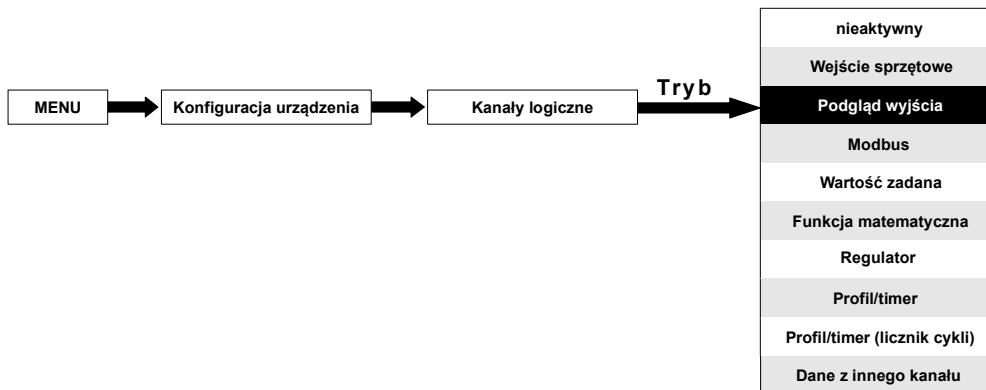 MENU
Konfiguracja urządzenia
Kanały logiczne
Tryb
nieaktywny
Wejście sprzętowe
Podgląd wyjścia
Modbus
Wartość zadana
Funkcja matematyczna
Regulator
Profil/timer
Profil/timer (licznik cykli)
Dane z innego kanału